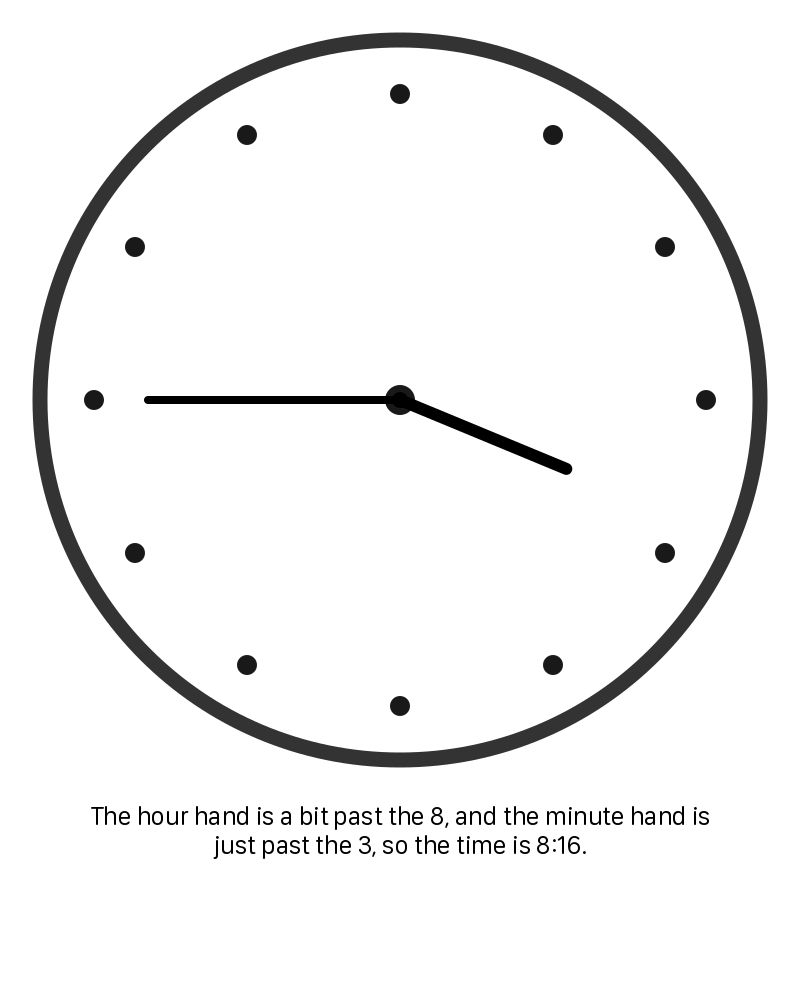 The hour hand is a bit past the 8, and the minute hand is
just past the 3, so the time is 8:16.